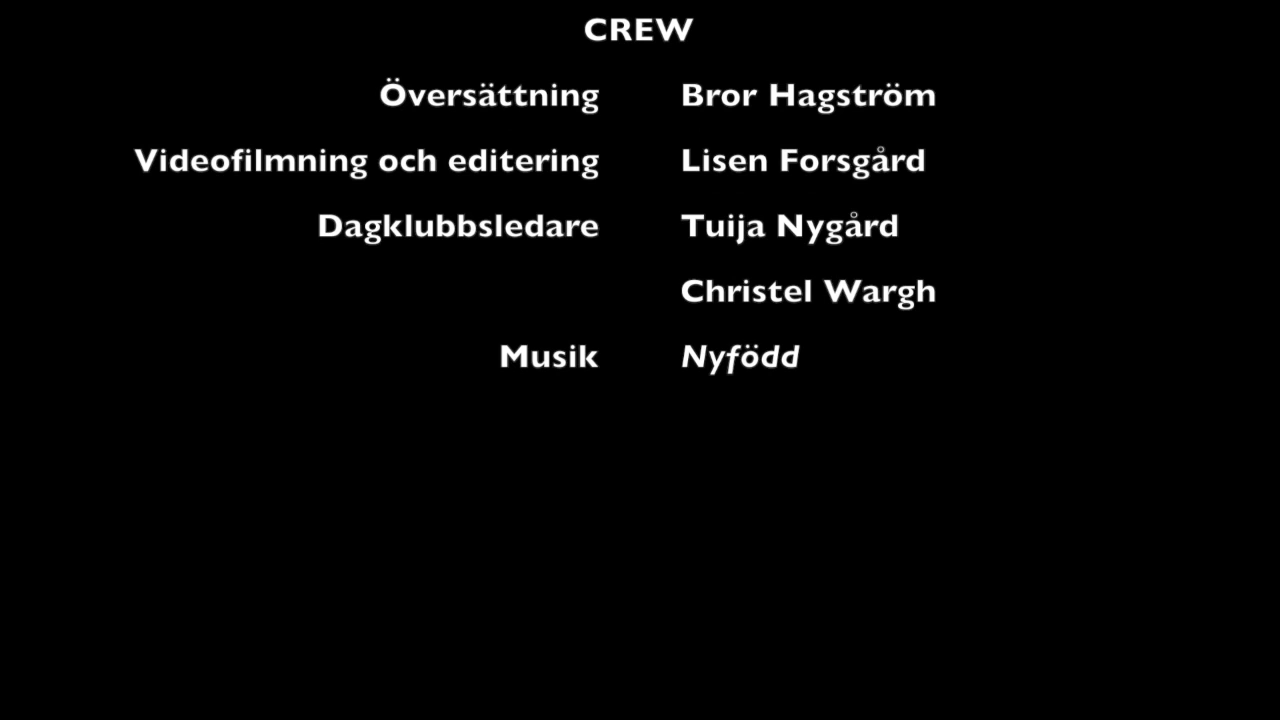 CREW
Översättning Bror Hagström
Videofilmning och editering Lisen Forsgård
Dagklubbsledare Tuija Nygård
Christel Wargh
Musik Nyfödd